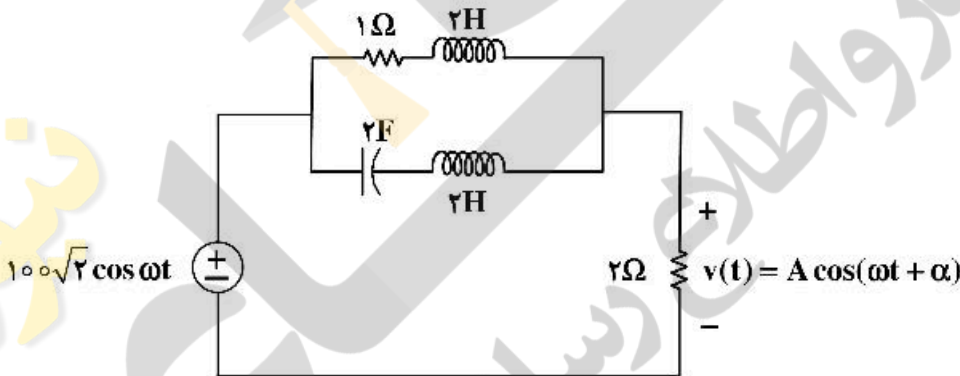 ۱Ω ۲H
۲F
۲H
۱۰۰√۲ cos ωt
+
−
۲Ω
+
v(t) = A cos(ωt + α)
−